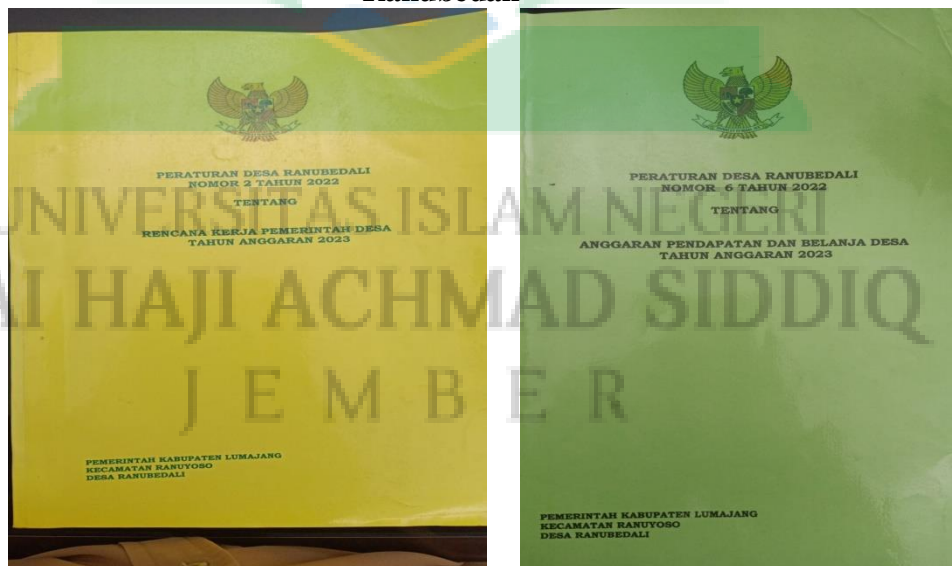 PERATURAN DESA RANUBEDALI
NOMOR 2 TAHUN 2022
TENTANG
RENCANA KERJA PEMERINTAH DESA
TAHUN ANGGARAN 2023
PEMERINTAH KABUPATEN LUMAJANG
KECAMATAN RANUYOSO
DESA RANUBEDALI
PERATURAN DESA RANUBEDALI
NOMOR 6 TAHUN 2022
TENTANG
ANGGARAN PENDAPATAN DAN BELANJA DESA
TAHUN ANGGARAN 2023
PEMERINTAH KABUPATEN LUMAJANG
KECAMATAN RANUYOSO
DESA RANUBEDALI
UNIVERSITAS ISLAM NEGERI
AI HAJI ACHMAD SIDDIQ
JEMBER